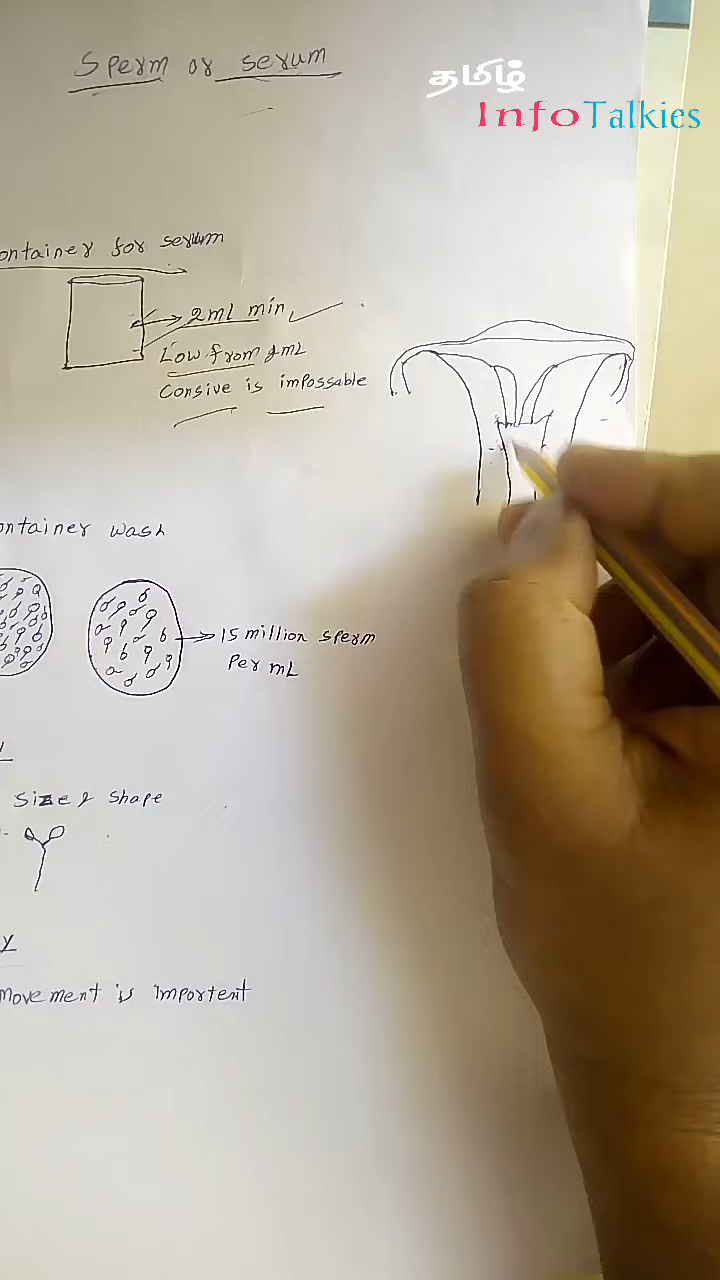 Sperm or serum
தமிழ்
InfoTalkies
ontainer for serum
2ml min
Low from 2mL
Consive is impossable
ontainer wash
15 million sperm
Per mL
Size & shape
y
movement is importent